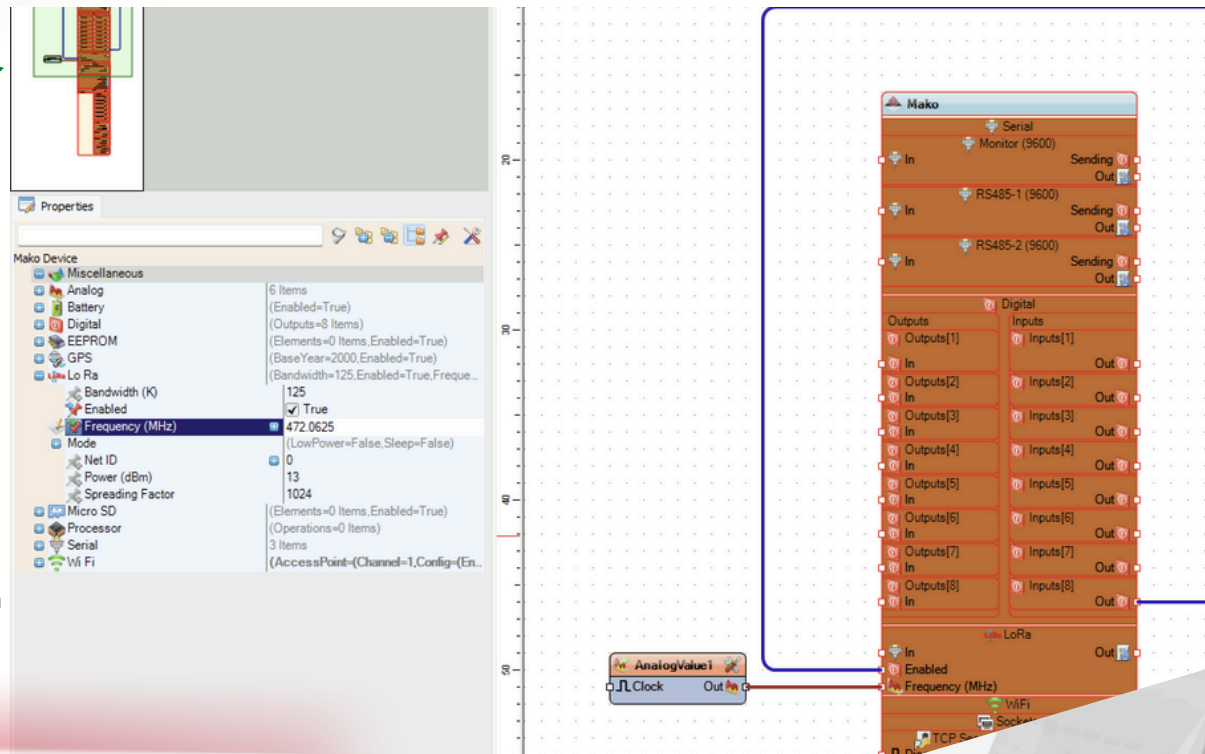 Properties
Mako Device
Miscellaneous
Analog 6 Items
Battery (Enabled=True)
Digital (Outputs=8 Items)
EEPROM (Elements=0 Items,Enabled=True)
GPS (BaseYear=2000,Enabled=True)
Lo Ra (Bandwidth=125,Enabled=True,Freque...
Bandwidth (K) 125
Enabled True
Frequency (MHz) 472.0625
Mode (LowPower=False,Sleep=False)
Net ID 0
Power (dBm) 13
Spreading Factor 1024
Micro SD (Elements=0 Items,Enabled=True)
Processor (Operations=0 Items)
Serial 3 Items
Wi Fi (AccessPoint=(Channel=1,Config=(En...
20
30
40
50
AnalogValue1
Clock Out
Mako
Serial
Monitor (9600)
In Sending
Out
RS485-1 (9600)
In Sending
Out
RS485-2 (9600)
In Sending
Out
Digital
Outputs Inputs
Outputs[1] Inputs[1]
In Out
Outputs[2] Inputs[2]
In Out
Outputs[3] Inputs[3]
In Out
Outputs[4] Inputs[4]
In Out
Outputs[5] Inputs[5]
In Out
Outputs[6] Inputs[6]
In Out
Outputs[7] Inputs[7]
In Out
Outputs[8] Inputs[8]
In Out
LoRa
In Out
Enabled
Frequency (MHz)
WiFi
TCP